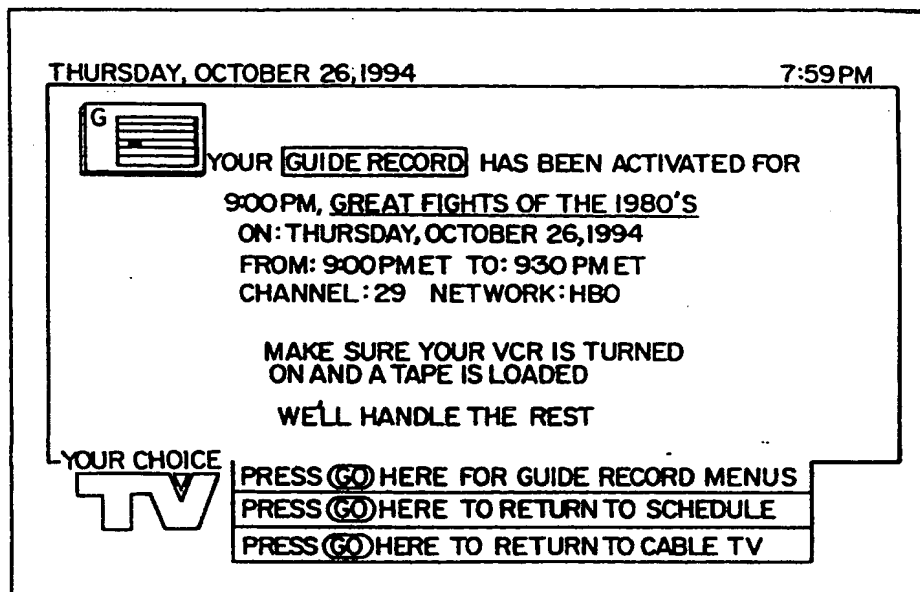 THURSDAY, OCTOBER 26, 1994 7:59 PM
G
YOUR GUIDE RECORD HAS BEEN ACTIVATED FOR
9:00 PM, GREAT FIGHTS OF THE 1980'S
ON: THURSDAY, OCTOBER 26, 1994
FROM: 9:00 PM ET TO: 9:30 PM ET
CHANNEL: 29 NETWORK: HBO
MAKE SURE YOUR VCR IS TURNED
ON AND A TAPE IS LOADED
WE'LL HANDLE THE REST
YOUR CHOICE
TV
PRESS GO HERE FOR GUIDE RECORD MENUS
PRESS GO HERE TO RETURN TO SCHEDULE
PRESS GO HERE TO RETURN TO CABLE TV